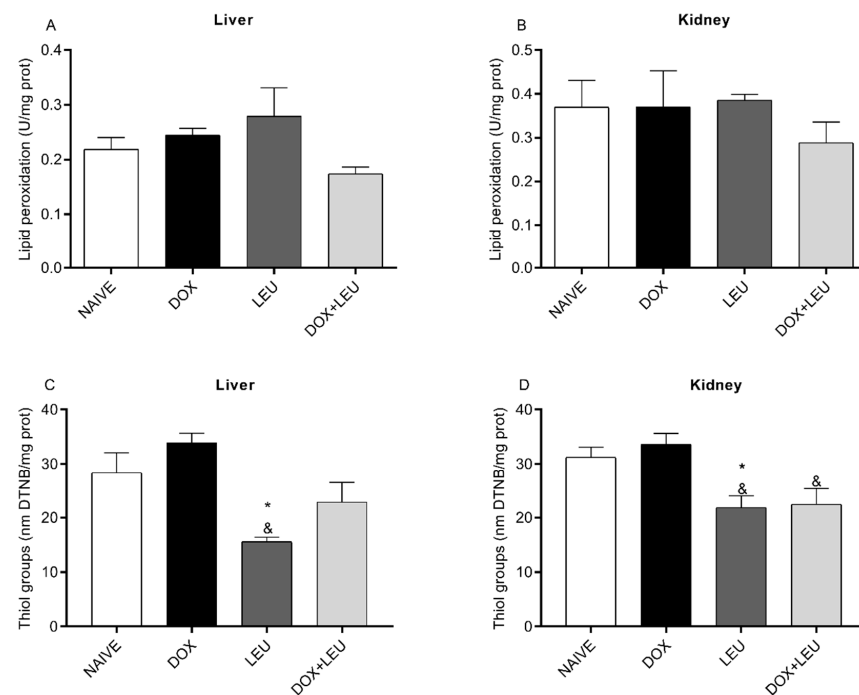 A
Liver
Lipid peroxidation (U/mg prot)
0.4
0.3
0.2
0.1
0.0
NAIVE
DOX
LEU
DOX+LEU
B
Kidney
Lipid peroxidation (U/mg prot)
0.5
0.4
0.3
0.2
0.1
0.0
NAIVE
DOX
LEU
DOX+LEU
C
Liver
Thiol groups (nm DTNB/mg prot)
40
30
20
10
0
*
&
NAIVE
DOX
LEU
DOX+LEU
D
Kidney
Thiol groups (nm DTNB/mg prot)
40
30
20
10
0
*
&
&
NAIVE
DOX
LEU
DOX+LEU